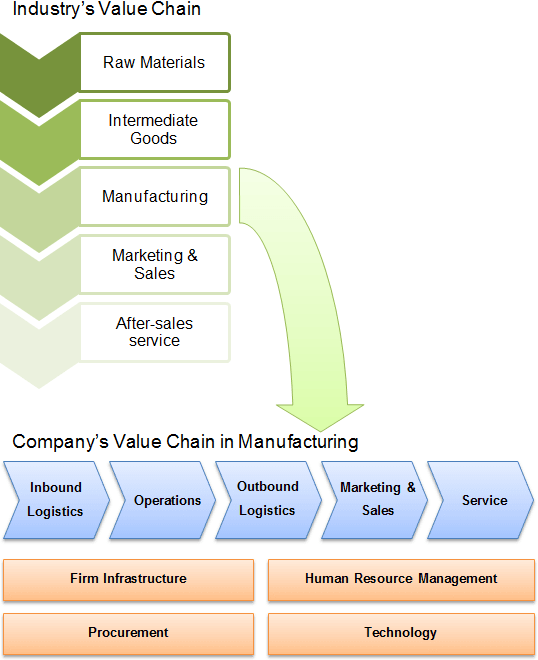 Industry's Value Chain
Raw Materials
Intermediate
Goods
Manufacturing
Marketing &
Sales
After-sales
service
Company's Value Chain in Manufacturing
Inbound
Logistics
Operations
Outbound
Logistics
Marketing &
Sales
Service
Firm Infrastructure
Human Resource Management
Procurement
Technology